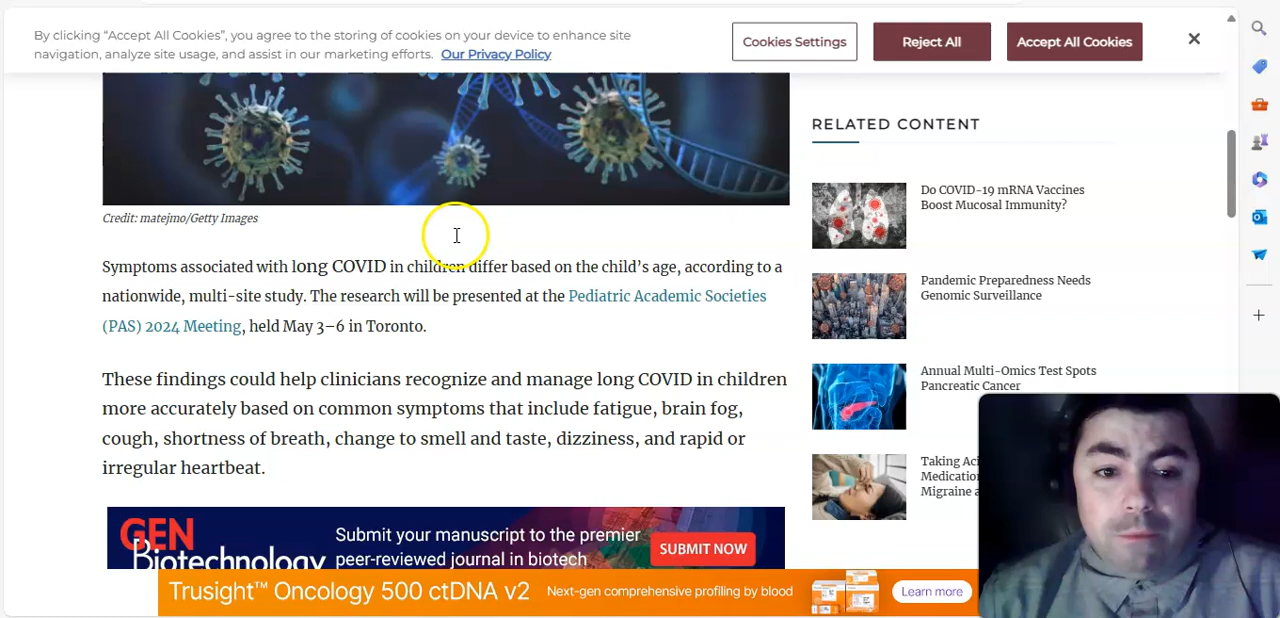 By clicking “Accept All Cookies”, you agree to the storing of cookies on your device to enhance site
navigation, analyze site usage, and assist in our marketing efforts. Our Privacy Policy
Cookies Settings
Reject All
Accept All Cookies
Credit: matejmo/Getty Images
Symptoms associated with long COVID in children differ based on the child’s age, according to a
nationwide, multi-site study. The research will be presented at the Pediatric Academic Societies
(PAS) 2024 Meeting, held May 3–6 in Toronto.
These findings could help clinicians recognize and manage long COVID in children
more accurately based on common symptoms that include fatigue, brain fog,
cough, shortness of breath, change to smell and taste, dizziness, and rapid or
irregular heartbeat.
GEN
Biotechnology
Submit your manuscript to the premier
peer-reviewed journal in biotech
SUBMIT NOW
RELATED CONTENT
Do COVID-19 mRNA Vaccines
Boost Mucosal Immunity?
Pandemic Preparedness Needs
Genomic Surveillance
Annual Multi-Omics Test Spots
Pancreatic Cancer
Taking
Migraine
Trusight™ Oncology 500 ctDNA v2
Next-gen comprehensive profiling by blood
Learn more